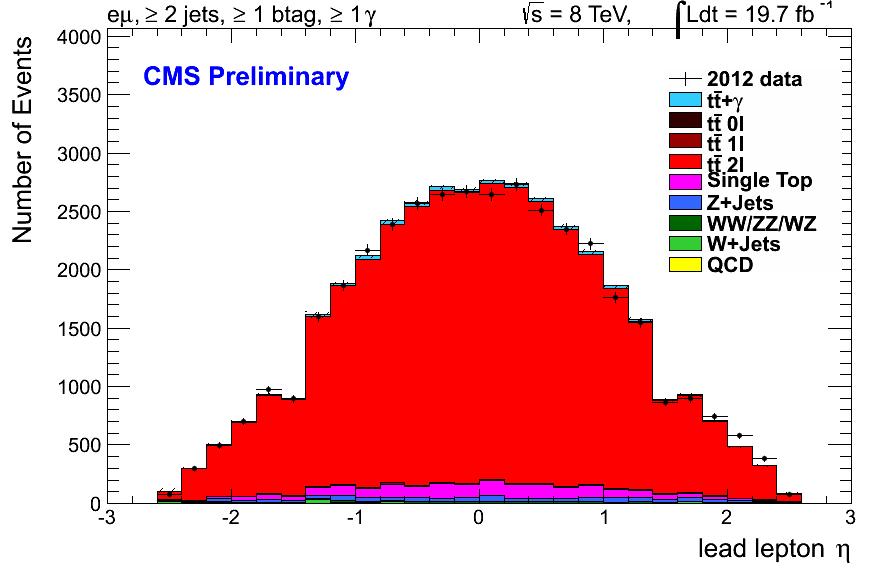 eμ, ≥ 2 jets, ≥ 1 btag, ≥ 1 γ
√s = 8 TeV, ∫Ldt = 19.7 fb⁻¹
CMS Preliminary
2012 data
tt̄+γ
tt̄ 0l
tt̄ 1l
tt̄ 2l
Single Top
Z+Jets
WW/ZZ/WZ
W+Jets
QCD
Number of Events
4000
3500
3000
2500
2000
1500
1000
500
0
-3 -2 -1 0 1 2 3
lead lepton η